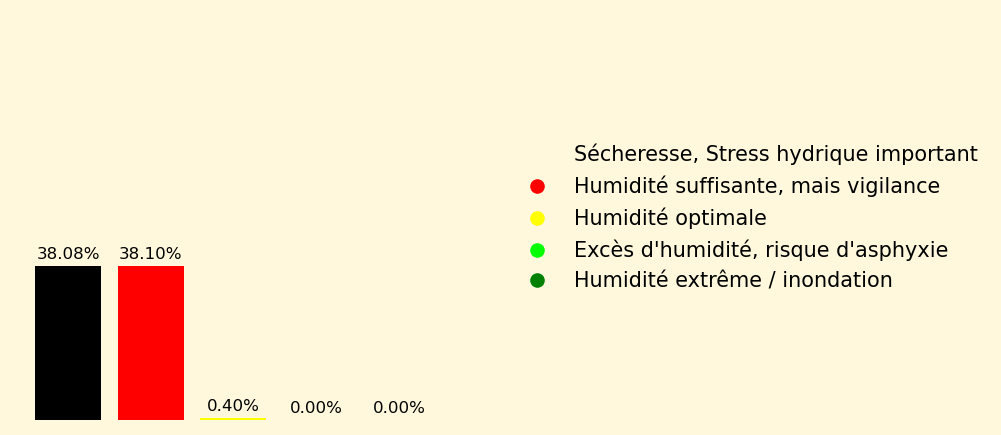 Sécheresse, Stress hydrique important
Humidité suffisante, mais vigilance
Humidité optimale
Excès d'humidité, risque d'asphyxie
Humidité extrême / inondation
38.08% 38.10%
0.40% 0.00% 0.00%